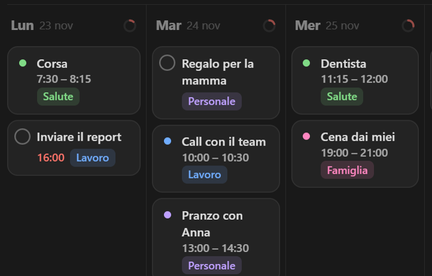 Lun 23 nov
Corsa
7:30 – 8:15
Salute
Inviare il report
16:00 Lavoro
Mar 24 nov
Regalo per la
mamma
Personale
Call con il team
10:00 – 10:30
Lavoro
Pranzo con
Anna
13:00 – 14:30
Personale
Mer 25 nov
Dentista
11:15 – 12:00
Salute
Cena dai miei
19:00 – 21:00
Famiglia